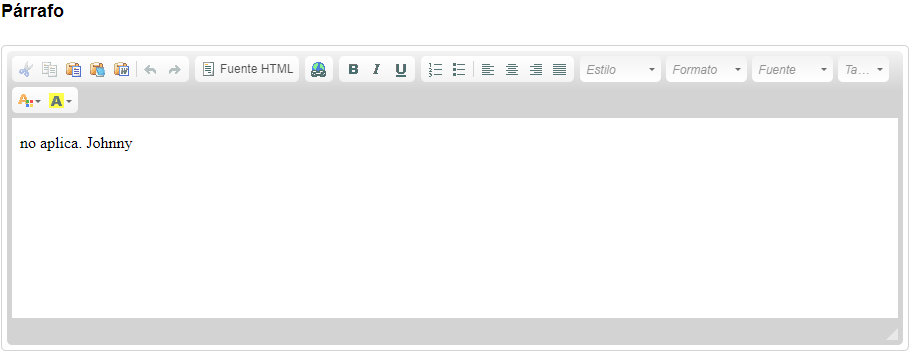 Párrafo
Fuente HTML B I U Estilo Formato Fuente Ta...
A A
no aplica. Johnny